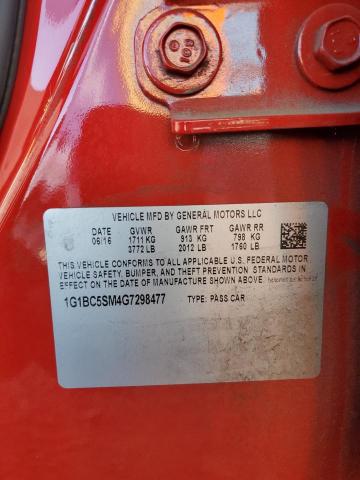 VEHICLE MFD BY GENERAL MOTORS LLC
DATE GVWR GAWR FRT GAWR RR
06/16 1711 KG 913 KG 798 KG
3772 LB 2012 LB 1760 LB
THIS VEHICLE CONFORMS TO ALL APPLICABLE U.S. FEDERAL MOTOR
VEHICLE SAFETY, BUMPER, AND THEFT PREVENTION STANDARDS IN
EFFECT ON THE DATE OF MANUFACTURE SHOWN ABOVE.
1G1BC5SM4G7298477 TYPE: PASS CAR